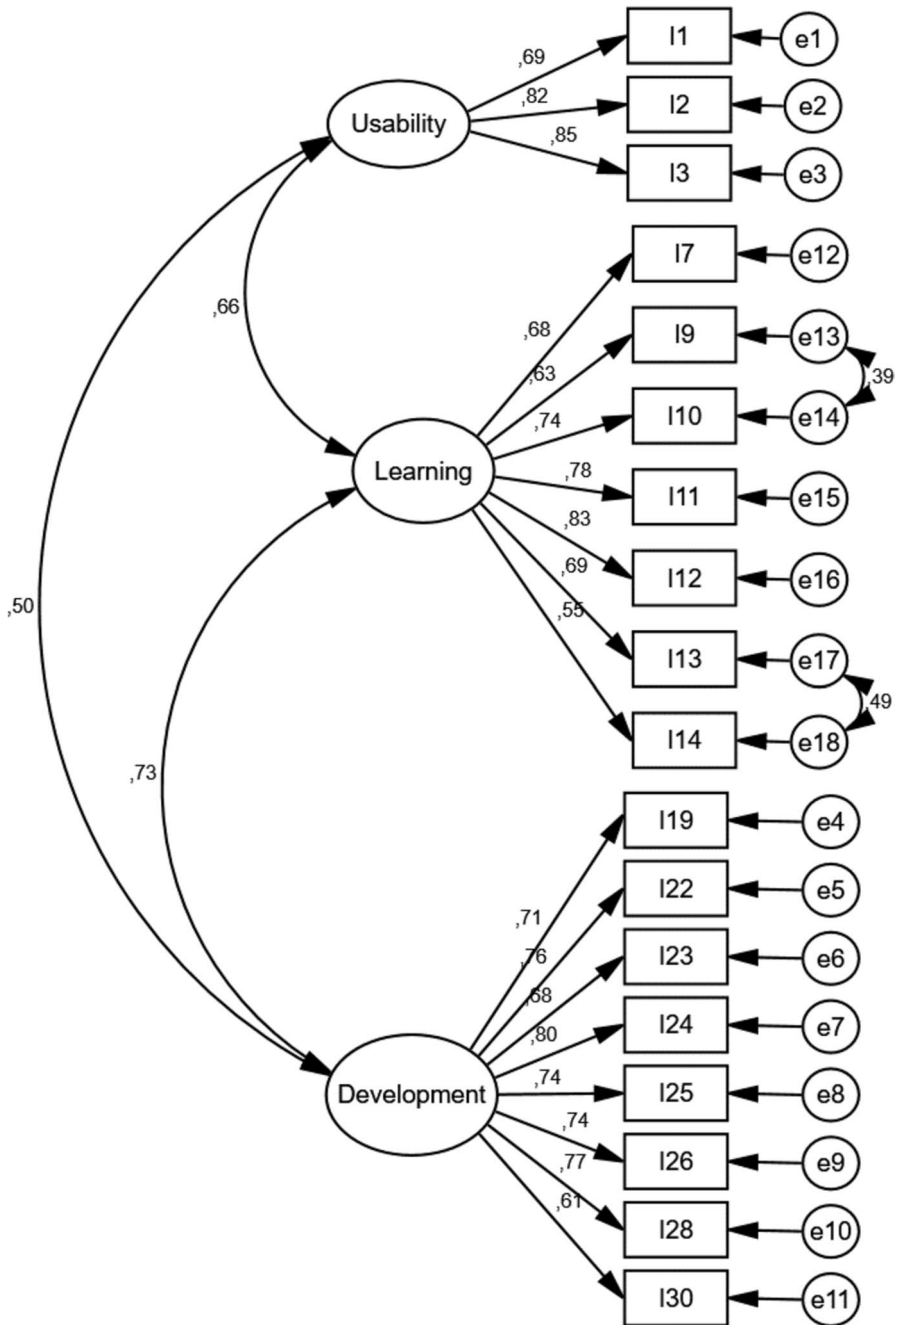 I1
e1
,69
Usability
,82
I2
e2
,85
I3
e3
I7
e12
,66
,68
I9
e13
,63
,39
,74
I10
e14
Learning
,78
I11
e15
,83
I12
e16
,69
,50
,55
I13
e17
,49
I14
e18
,73
I19
e4
,71
I22
e5
,76
I23
e6
,68
I24
e7
,80
,74
Development
I25
e8
,74
I26
e9
,77
,61
I28
e10
I30
e11